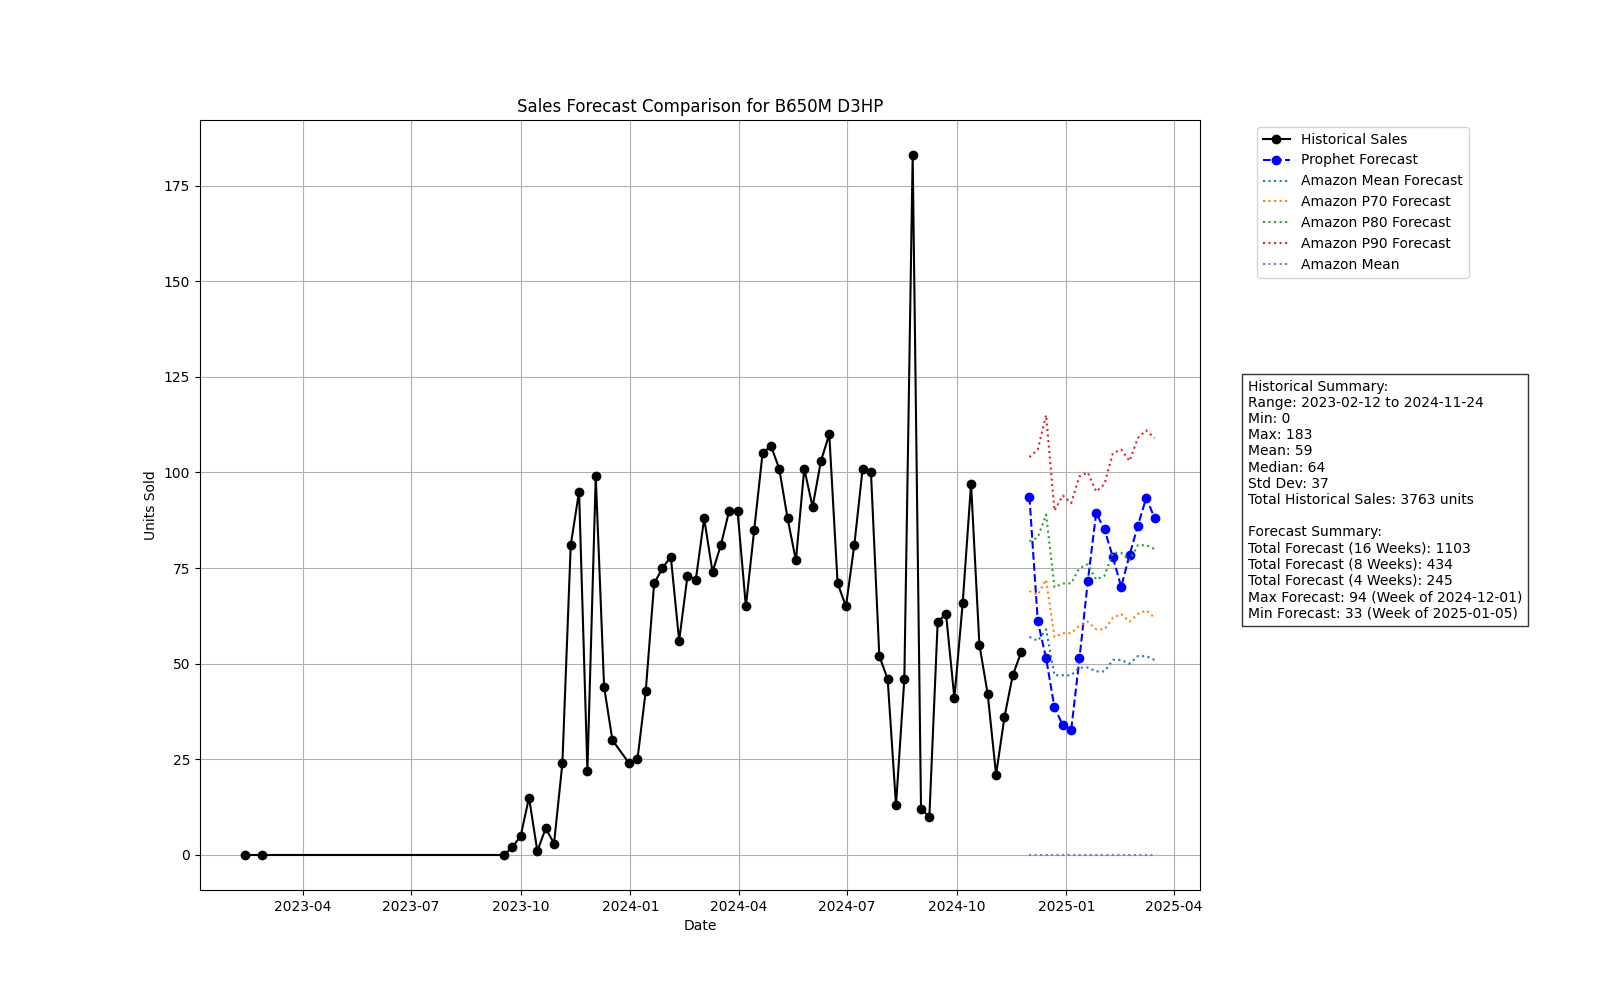 Sales Forecast Comparison for B650M D3HP
Units Sold
175
150
125
100
75
50
25
0
2023-04
2023-07
2023-10
2024-01
2024-04
2024-07
2024-10
2025-01
2025-04
Date
Historical Sales
Prophet Forecast
Amazon Mean Forecast
Amazon P70 Forecast
Amazon P80 Forecast
Amazon P90 Forecast
Amazon Mean
Historical Summary:
Range: 2023-02-12 to 2024-11-24
Min: 0
Max: 183
Mean: 59
Median: 64
Std Dev: 37
Total Historical Sales: 3763 units
Forecast Summary:
Total Forecast (16 Weeks): 1103
Total Forecast (8 Weeks): 434
Total Forecast (4 Weeks): 245
Max Forecast: 94 (Week of 2024-12-01)
Min Forecast: 33 (Week of 2025-01-05)